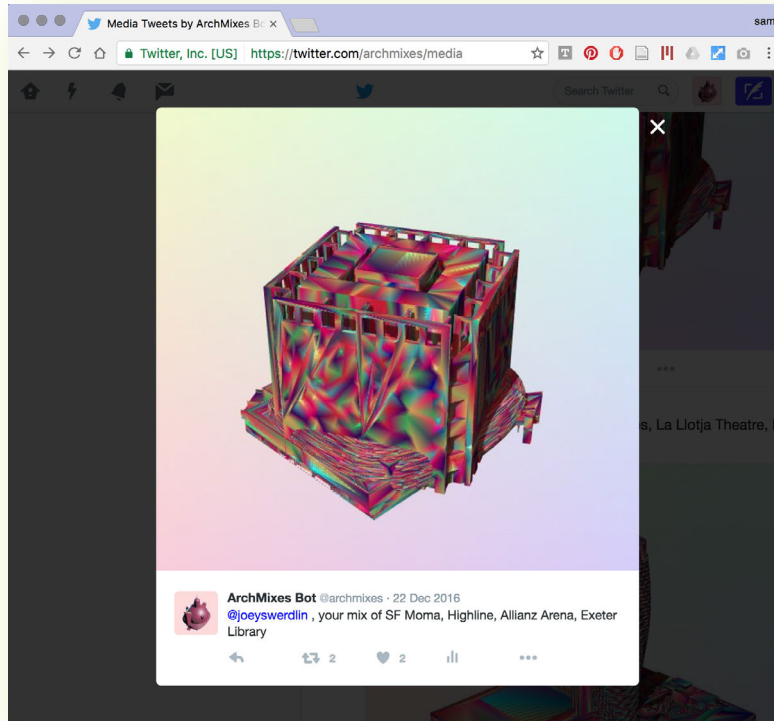 Media Tweets by ArchMixes Bo ×
sam
Twitter, Inc. [US] https://twitter.com/archmixes/media
Search Twitter
s, La Llotja Theatre,
ArchMixes Bot @archmixes · 22 Dec 2016
@joeyswerdlin , your mix of SF Moma, Highline, Allianz Arena, Exeter
Library
2 2